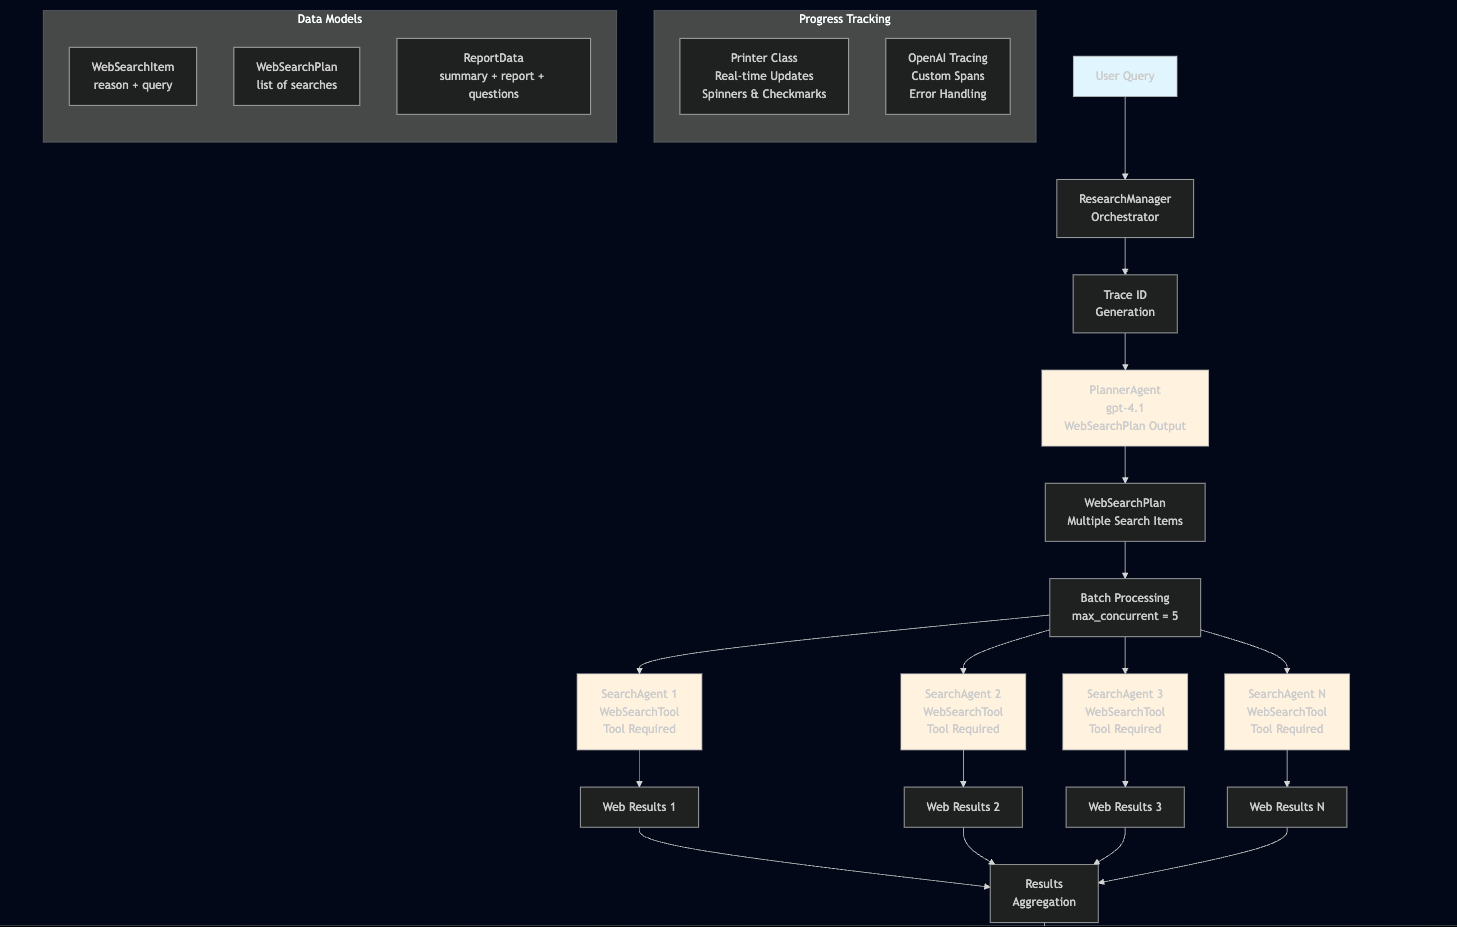 Data Models
WebSearchItem
reason + query
WebSearchPlan
list of searches
ReportData
summary + report +
questions
Progress Tracking
Printer Class
Real-time Updates
Spinners & Checkmarks
OpenAI Tracing
Custom Spans
Error Handling
User Query
ResearchManager
Orchestrator
Trace ID
Generation
PlannerAgent
gpt-4.1
WebSearchPlan Output
WebSearchPlan
Multiple Search Items
Batch Processing
max_concurrent = 5
SearchAgent 1
WebSearchTool
Tool Required
SearchAgent 2
WebSearchTool
Tool Required
SearchAgent 3
WebSearchTool
Tool Required
SearchAgent N
WebSearchTool
Tool Required
Web Results 1
Web Results 2
Web Results 3
Web Results N
Results
Aggregation